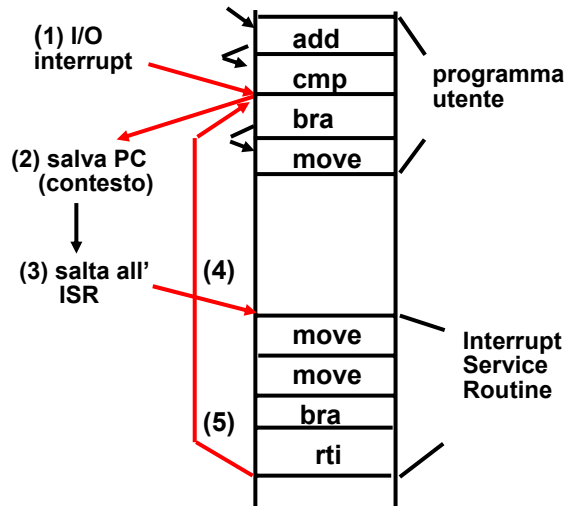 (1) I/O
interrupt
add
cmp
bra
move
programma
utente
(2) salva PC
(contesto)
(3) salta all'
ISR
(4)
move
move
bra
rti
Interrupt
Service
Routine
(5)